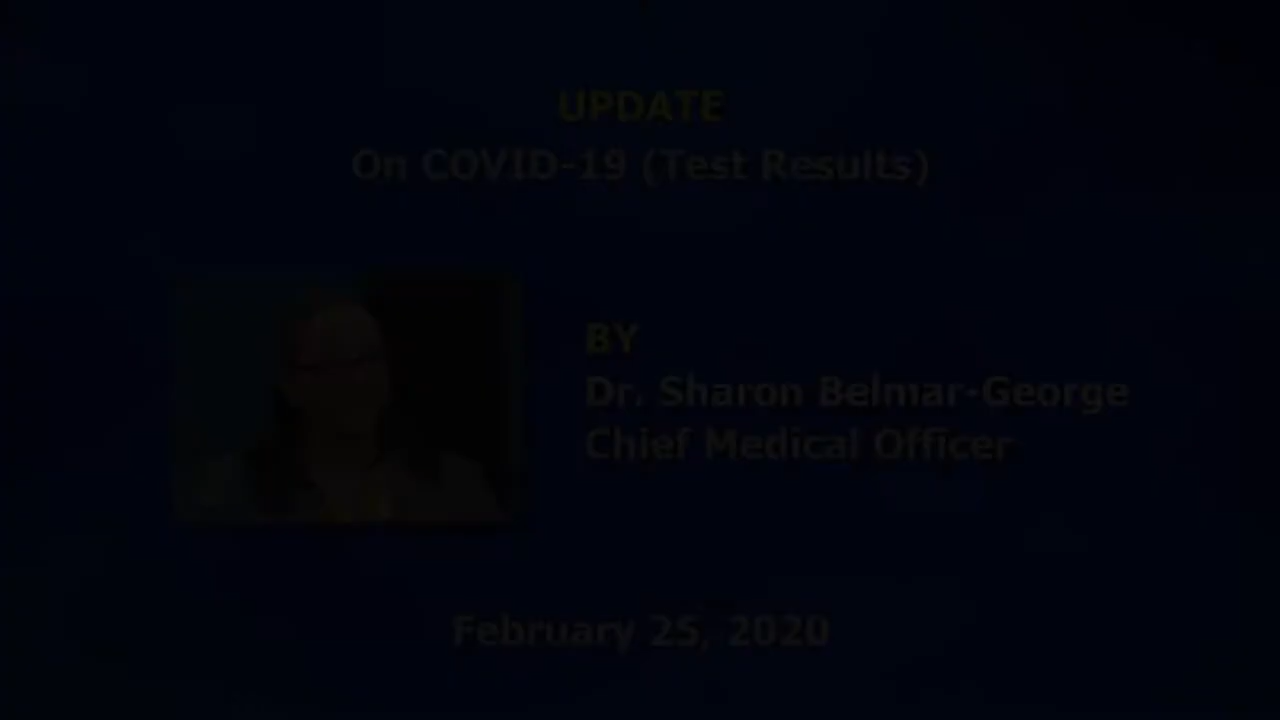 UPDATE
On COVID-19 (Test Results)
BY
Dr. Sharon Belmar-George
Chief Medical Officer
February 25, 2020